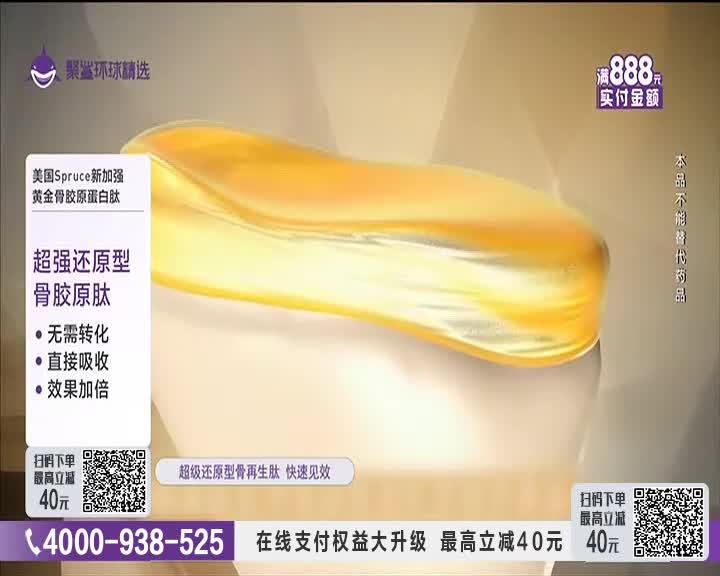 聚鲨环球精选
满888元
实付金额
本品不能替代药品
美国Spruce新加强
黄金骨胶原蛋白肽
超强还原型
骨胶原肽
• 无需转化
• 直接吸收
• 效果加倍
扫码下单
最高立减
40元
超级还原型骨再生肽 快速见效
扫码下单
最高立减
40元
4000-938-525
在线支付权益大升级 最高立减40元